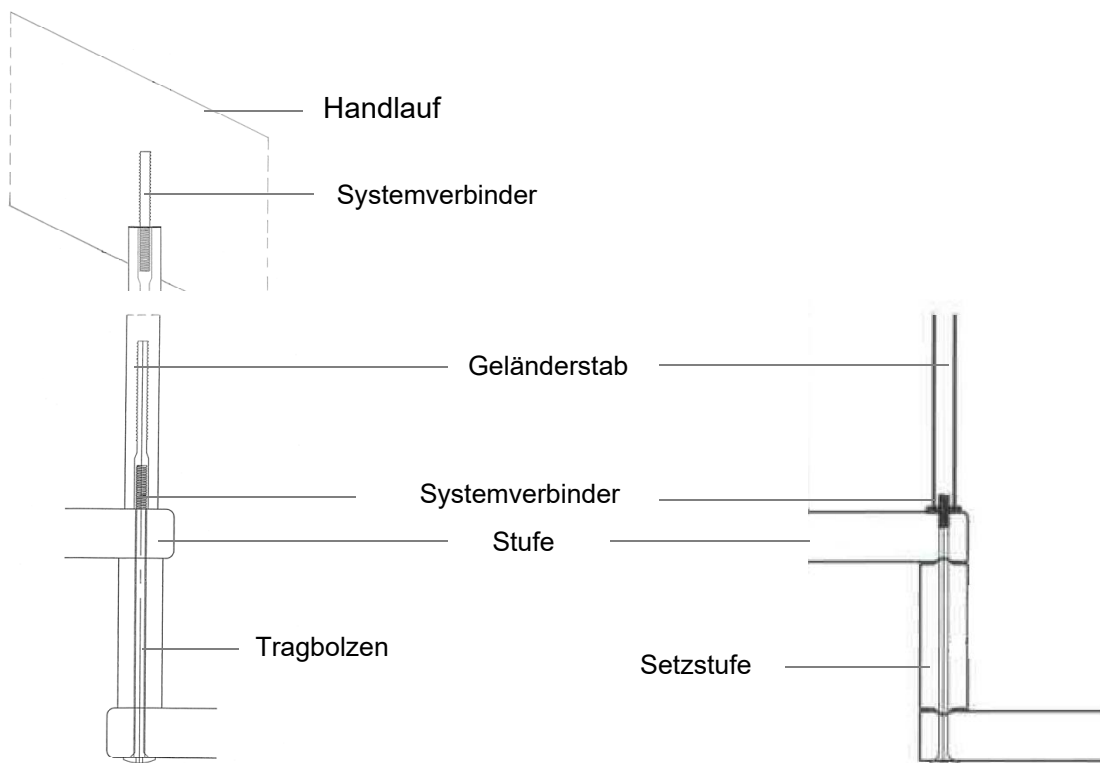 Handlauf
Systemverbinder
Geländerstab
Systemverbinder
Stufe
Tragbolzen
Setzstufe